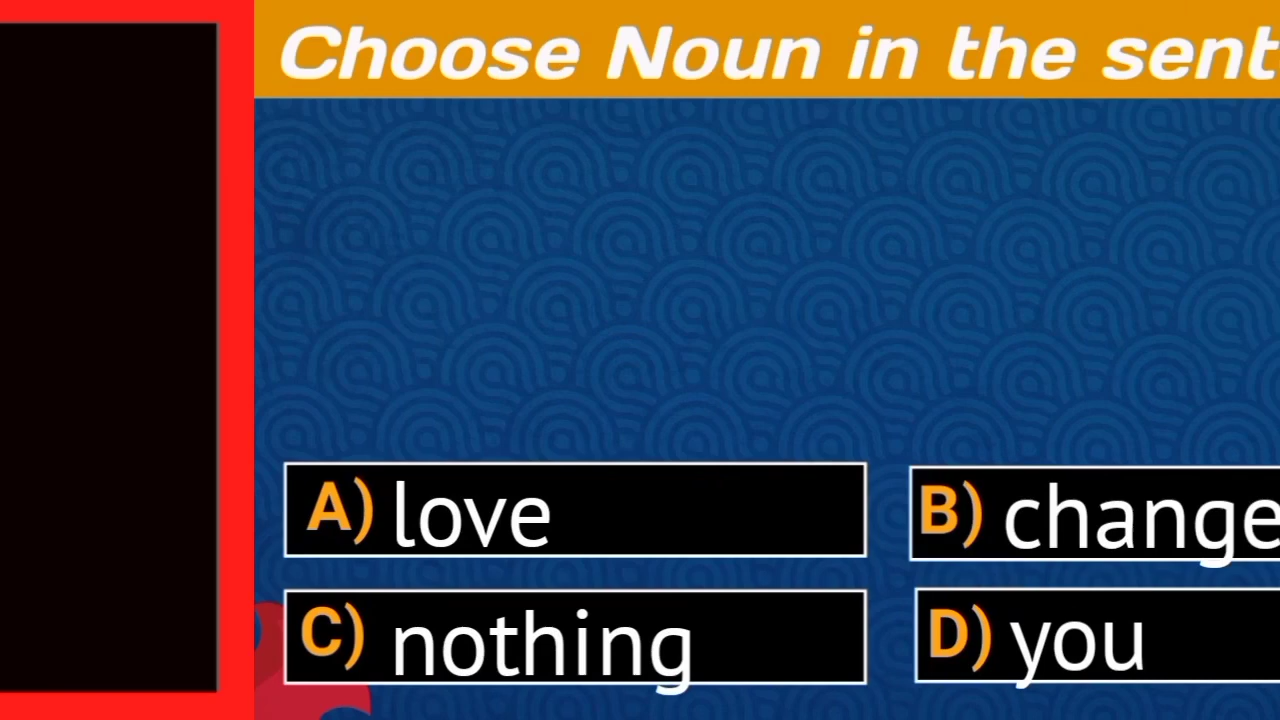 Choose Noun in the sent
A) love
B) change
C) nothing
D) you